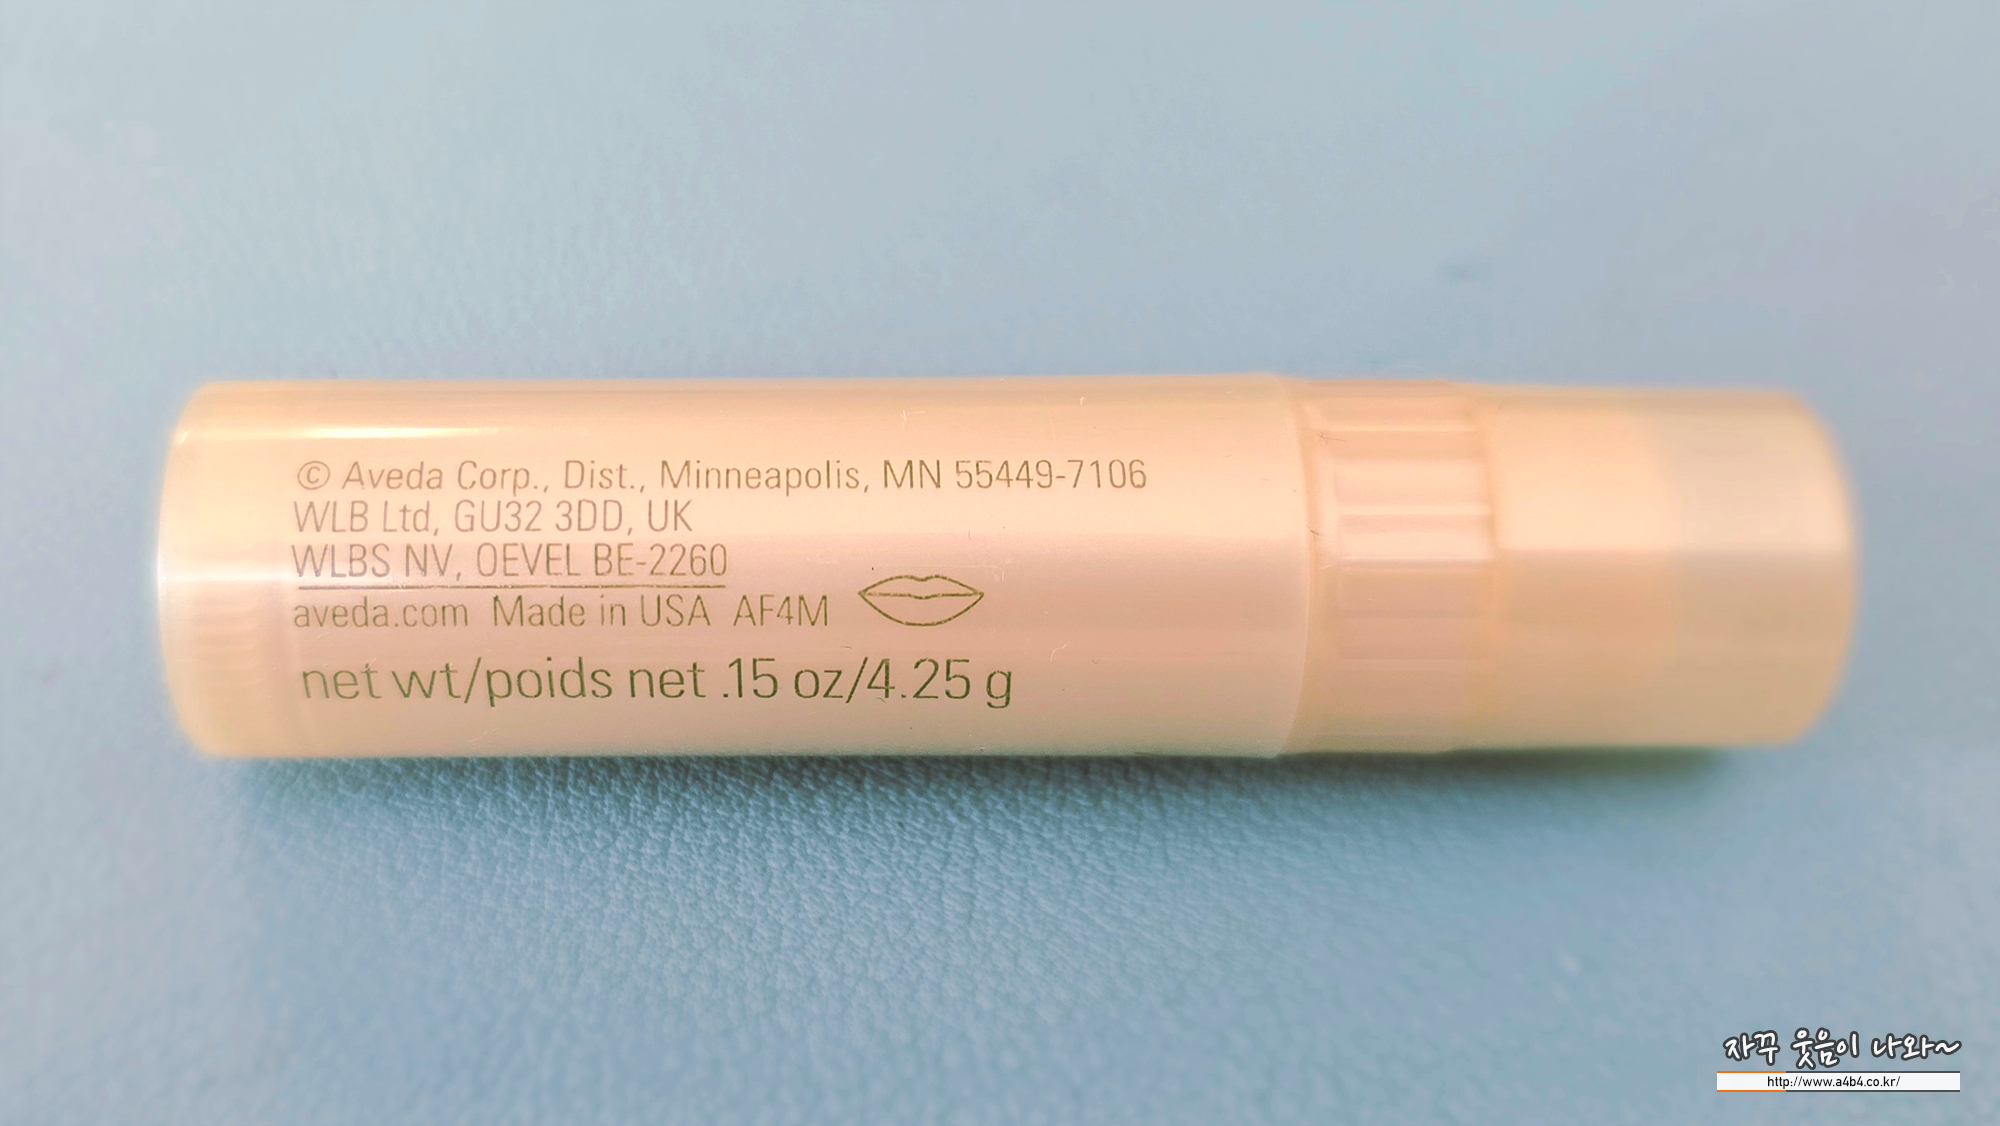 © Aveda Corp., Dist., Minneapolis, MN 55449-7106
WLB Ltd, GU32 3DD, UK
WLBS NV, OEVEL BE-2260
aveda.com Made in USA AF4M
net wt/poids net .15 oz/4.25 g
자꾸 웃음이 나와~
http://www.a4b4.co.kr/